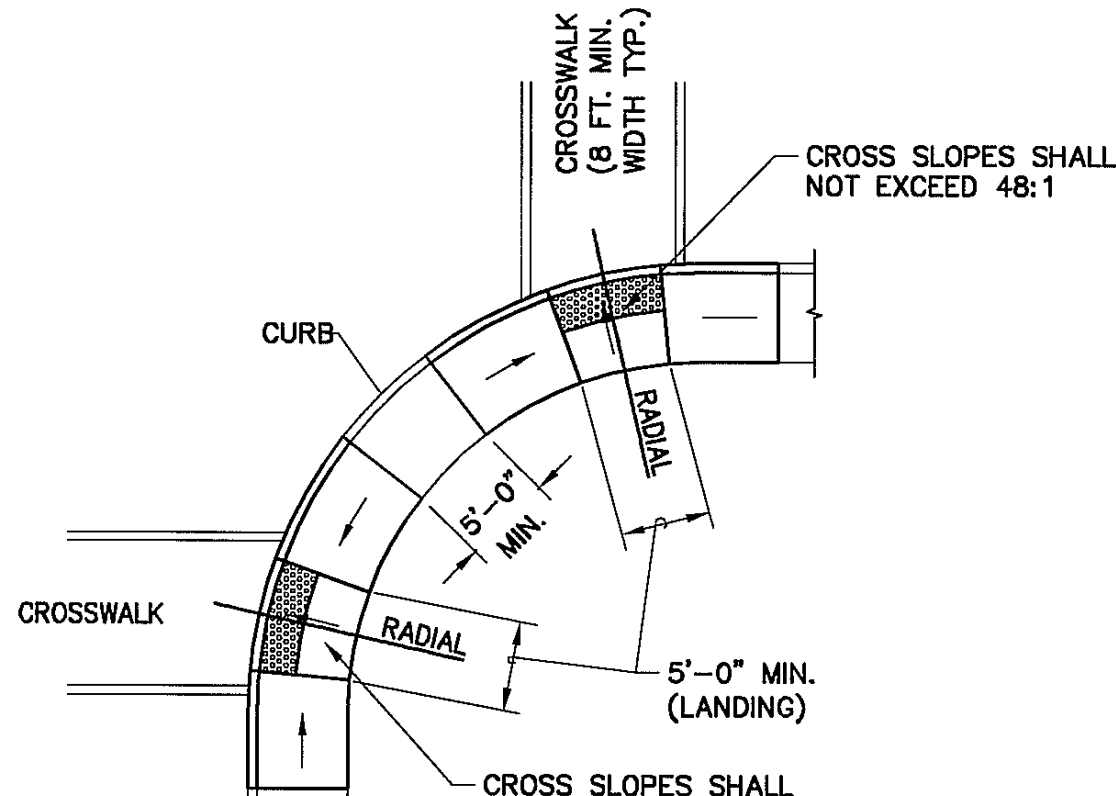 CROSSWALK
(8 FT. MIN.
WIDTH TYP.)
CROSS SLOPES SHALL
NOT EXCEED 48:1
CURB
RADIAL
5'-0"
MIN.
CROSSWALK
RADIAL
5'-0" MIN.
(LANDING)
CROSS SLOPES SHALL